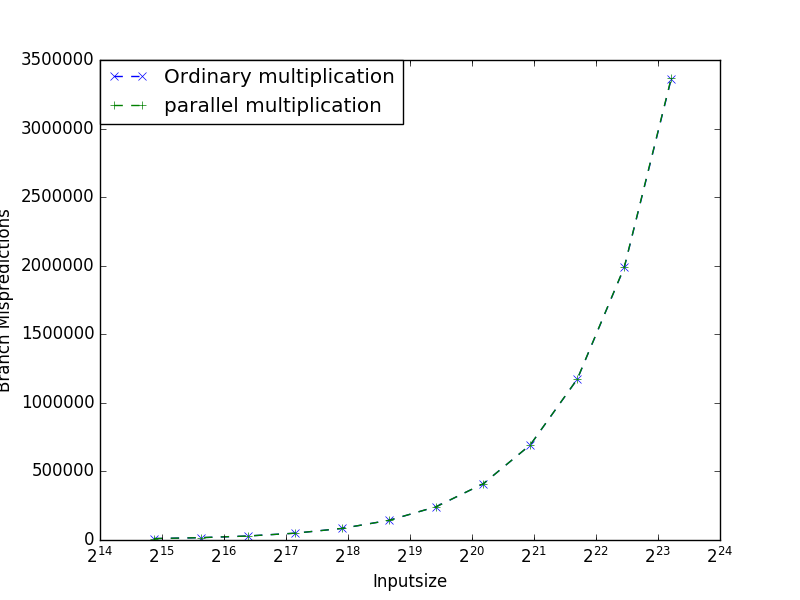 3500000
3000000
2500000
2000000
1500000
1000000
500000
0
Branch Mispredictions
Ordinary multiplication
parallel multiplication
2^14 2^15 2^16 2^17 2^18 2^19 2^20 2^21 2^22 2^23 2^24
Inputsize